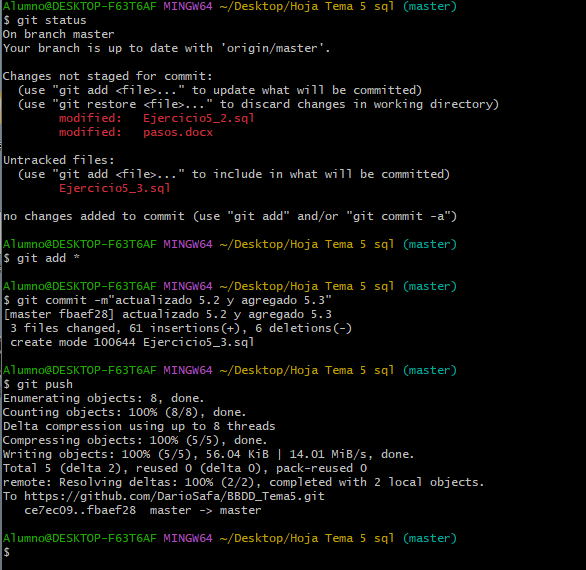 Alumno@DESKTOP-F63T6AF MINGW64 ~/Desktop/Hoja Tema 5 sql (master)
$ git status
On branch master
Your branch is up to date with 'origin/master'.
Changes not staged for commit:
  (use "git add <file>..." to update what will be committed)
  (use "git restore <file>..." to discard changes in working directory)
        modified:   Ejercicio5_2.sql
        modified:   pasos.docx
Untracked files:
  (use "git add <file>..." to include in what will be committed)
        Ejercicio5_3.sql
no changes added to commit (use "git add" and/or "git commit -a")
Alumno@DESKTOP-F63T6AF MINGW64 ~/Desktop/Hoja Tema 5 sql (master)
$ git add *
Alumno@DESKTOP-F63T6AF MINGW64 ~/Desktop/Hoja Tema 5 sql (master)
$ git commit -m"actualizado 5.2 y agregado 5.3"
[master fbaef28] actualizado 5.2 y agregado 5.3
 3 files changed, 61 insertions(+), 6 deletions(-)
 create mode 100644 Ejercicio5_3.sql
Alumno@DESKTOP-F63T6AF MINGW64 ~/Desktop/Hoja Tema 5 sql (master)
$ git push
Enumerating objects: 8, done.
Counting objects: 100% (8/8), done.
Delta compression using up to 8 threads
Compressing objects: 100% (5/5), done.
Writing objects: 100% (5/5), 56.04 KiB | 14.01 MiB/s, done.
Total 5 (delta 2), reused 0 (delta 0), pack-reused 0
remote: Resolving deltas: 100% (2/2), completed with 2 local objects.
To https://github.com/DarioSafa/BBDD_Tema5.git
   ce7ec09..fbaef28  master -> master
Alumno@DESKTOP-F63T6AF MINGW64 ~/Desktop/Hoja Tema 5 sql (master)
$